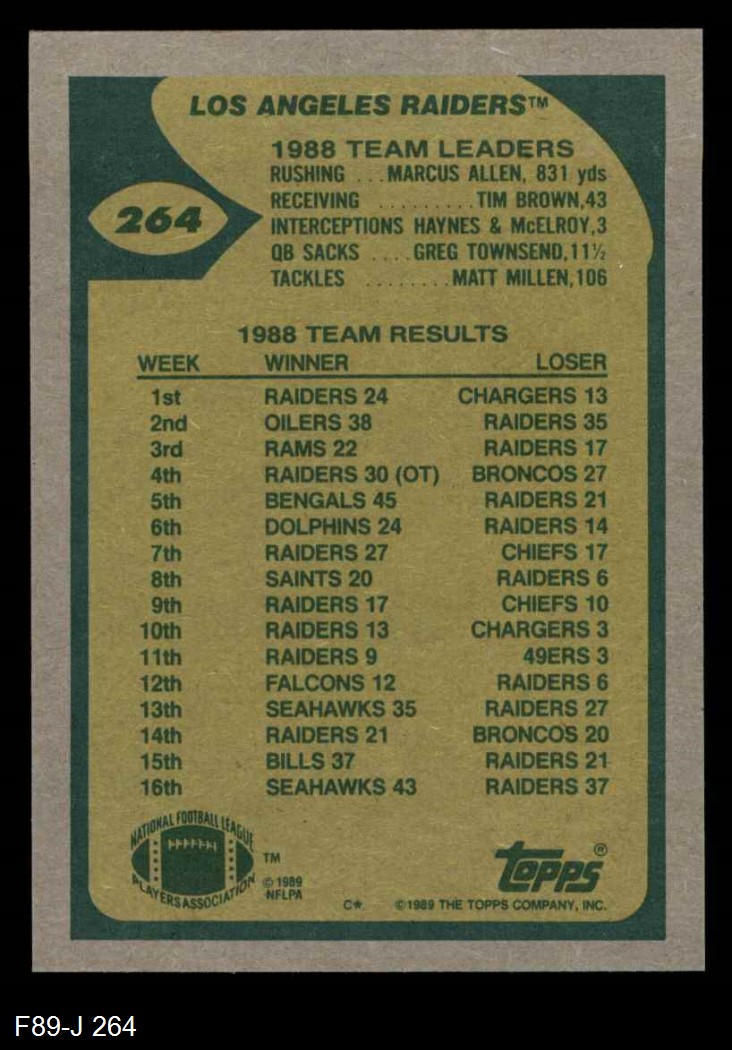 LOS ANGELES RAIDERS™
1988 TEAM LEADERS
RUSHING ...MARCUS ALLEN, 831 yds
264
RECEIVING .........TIM BROWN,43
INTERCEPTIONS HAYNES & McELROY,3
QB SACKS ....GREG TOWNSEND,11½
TACKLES ........MATT MILLEN,106
1988 TEAM RESULTS
WEEK WINNER LOSER
1st RAIDERS 24 CHARGERS 13
2nd OILERS 38 RAIDERS 35
3rd RAMS 22 RAIDERS 17
4th RAIDERS 30 (OT) BRONCOS 27
5th BENGALS 45 RAIDERS 21
6th DOLPHINS 24 RAIDERS 14
7th RAIDERS 27 CHIEFS 17
8th SAINTS 20 RAIDERS 6
9th RAIDERS 17 CHIEFS 10
10th RAIDERS 13 CHARGERS 3
11th RAIDERS 9 49ERS 3
12th FALCONS 12 RAIDERS 6
13th SEAHAWKS 35 RAIDERS 27
14th RAIDERS 21 BRONCOS 20
15th BILLS 37 RAIDERS 21
16th SEAHAWKS 43 RAIDERS 37
NATIONAL FOOTBALL LEAGUE
PLAYERS ASSOCIATION
TM
© 1989
NFLPA
topps®
C* ©1989 THE TOPPS COMPANY, INC.
F89-J 264